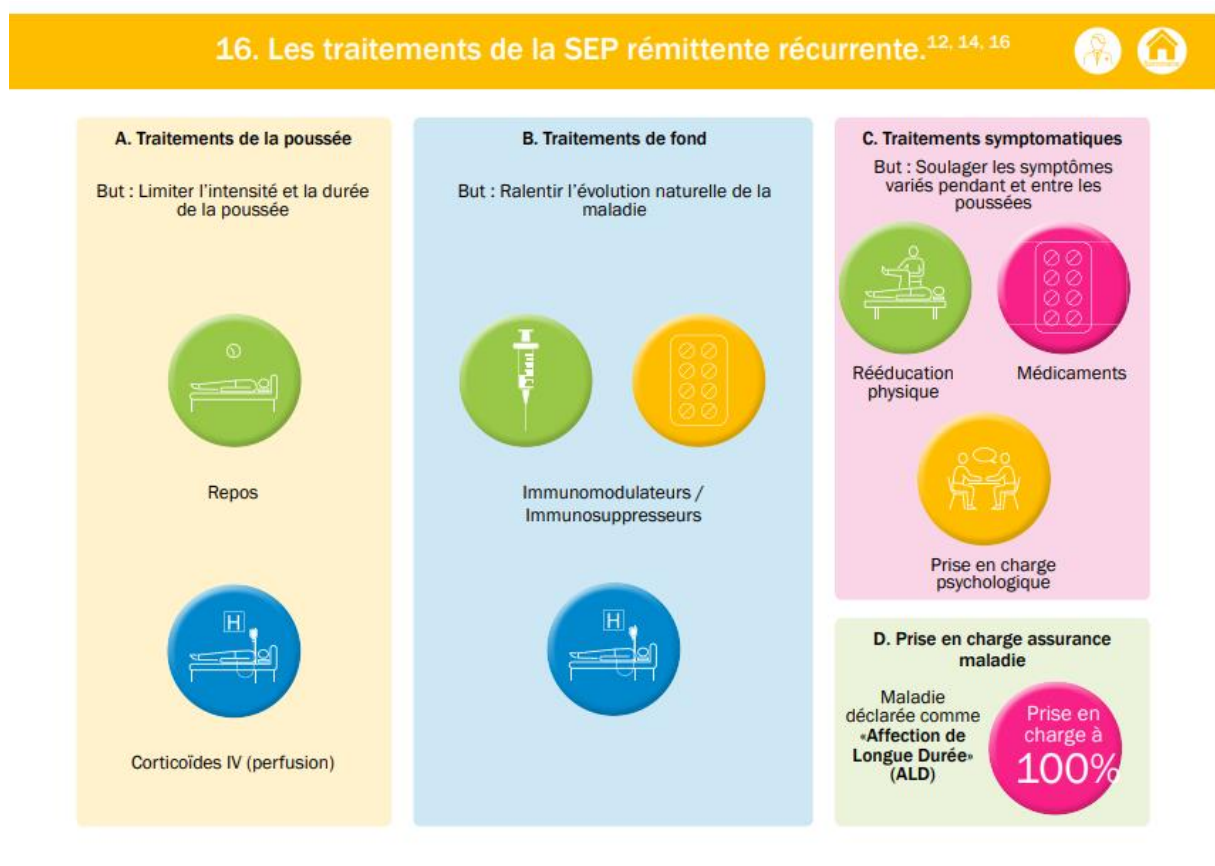 16. Les traitements de la SEP rémittente récurrente.12, 14, 16
A. Traitements de la poussée
But : Limiter l'intensité et la durée
de la poussée
Repos
H
Corticoïdes IV (perfusion)
B. Traitements de fond
But : Ralentir l'évolution naturelle de la
maladie
Immunomodulateurs /
Immunosuppresseurs
H
C. Traitements symptomatiques
But : Soulager les symptômes
variés pendant et entre les
poussées
Rééducation
physique
Médicaments
Prise en charge
psychologique
D. Prise en charge assurance
maladie
Maladie
déclarée comme
«Affection de
Longue Durée»
(ALD)
Prise en
charge à
100%